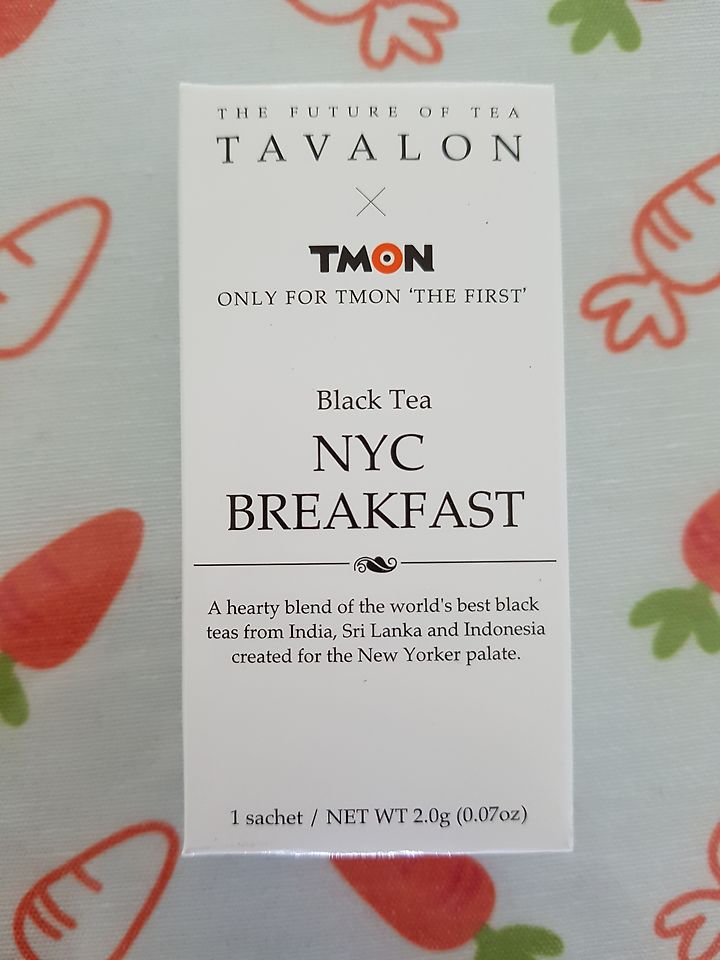 THE FUTURE OF TEA
TAVALON
×
TMON
ONLY FOR TMON 'THE FIRST'
Black Tea
NYC
BREAKFAST
A hearty blend of the world's best black
teas from India, Sri Lanka and Indonesia
created for the New Yorker palate.
1 sachet / NET WT 2.0g (0.07oz)